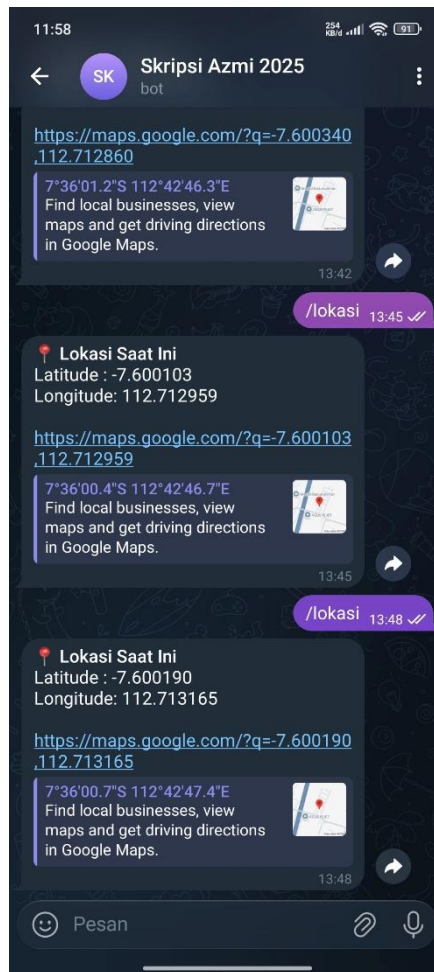 11:58
254 KB/d 91
SK
Skripsi Azmi 2025
bot
https://maps.google.com/?q=-7.600340
,112.712860
7°36'01.2"S 112°42'46.3"E
Find local businesses, view
maps and get driving directions
in Google Maps.
13:42
/lokasi 13:45
📍 Lokasi Saat Ini
Latitude : -7.600103
Longitude: 112.712959
https://maps.google.com/?q=-7.600103
,112.712959
7°36'00.4"S 112°42'46.7"E
Find local businesses, view
maps and get driving directions
in Google Maps.
13:45
/lokasi 13:48
📍 Lokasi Saat Ini
Latitude : -7.600190
Longitude: 112.713165
https://maps.google.com/?q=-7.600190
,112.713165
7°36'00.7"S 112°42'47.4"E
Find local businesses, view
maps and get driving directions
in Google Maps.
13:48
Pesan